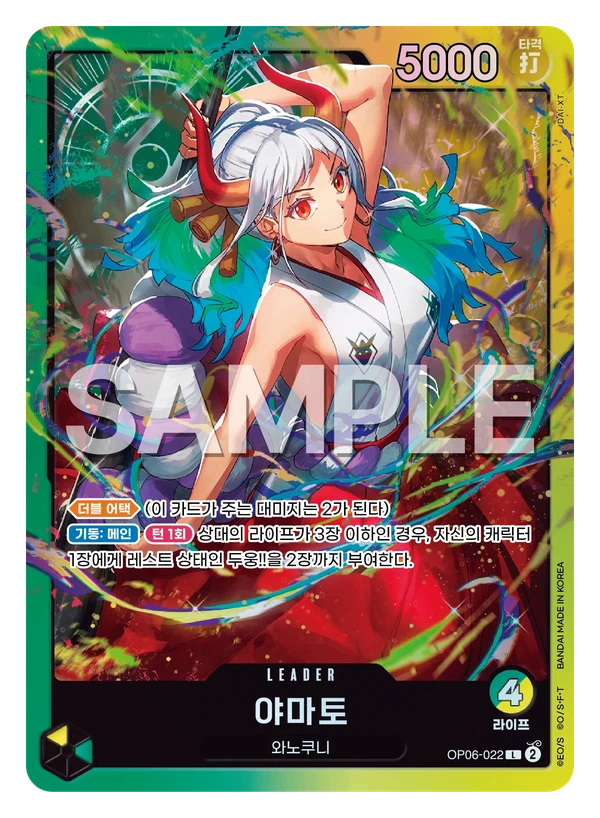 5000
타격
打
DAI-XT.
SAMPLE
더블 어택 (이 카드가 주는 대미지는 2가 된다)
기동: 메인 턴 1회 상대의 라이프가 3장 이하인 경우, 자신의 캐릭터
1장에게 레스트 상태인 두웅!!을 2장까지 부여한다.
LEADER
야마토
와노쿠니
4
라이프
OP06-022 L 2
©EO/S ©O/S·F·T BANDAI MADE IN KOREA